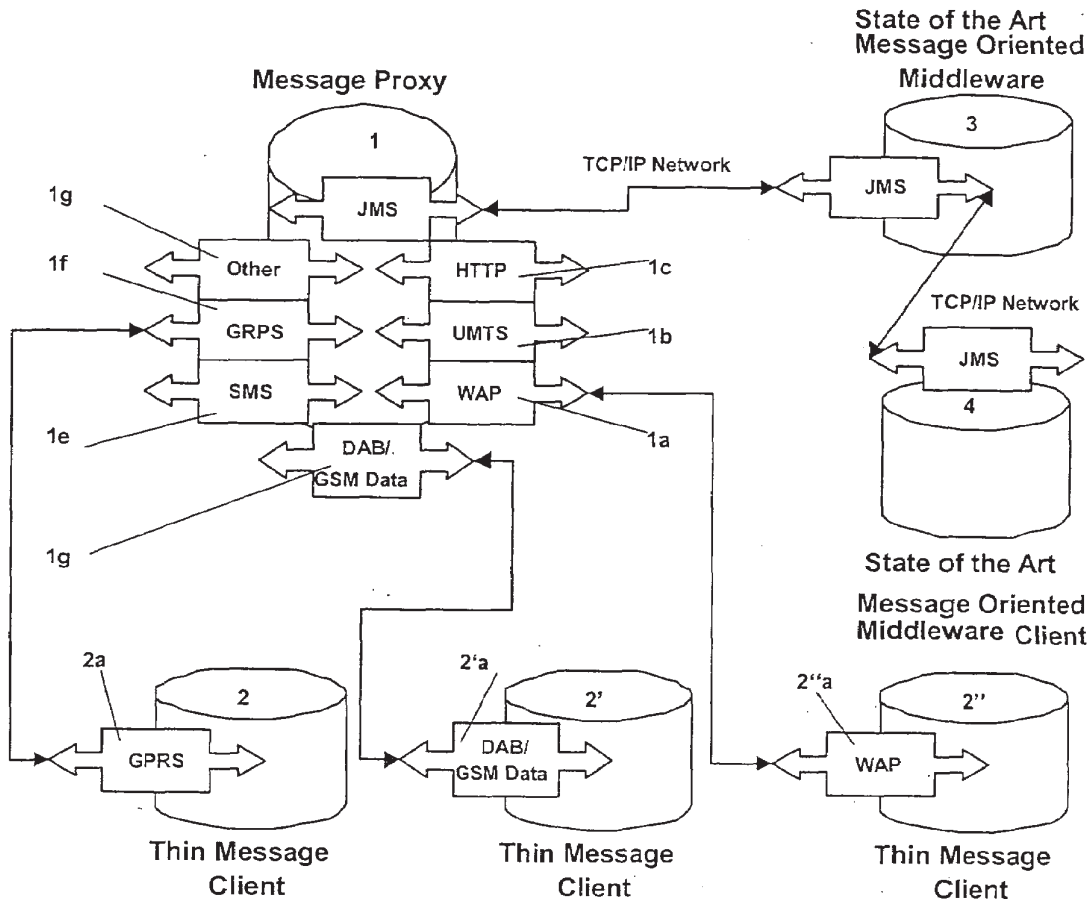 State of the Art
Message Oriented
Middleware
Message Proxy
1
3
TCP/IP Network
JMS
JMS
1g
Other
HTTP
1c
1f
GRPS
UMTS
1b
TCP/IP Network
JMS
SMS
WAP
4
1e
1a
DAB/.
GSM Data
1g
State of the Art
Message Oriented
Middleware Client
2a
2
2'a
2'
2"a
2"
GPRS
DAB/
GSM Data
WAP
Thin Message
Client
Thin Message
Client
Thin Message
Client